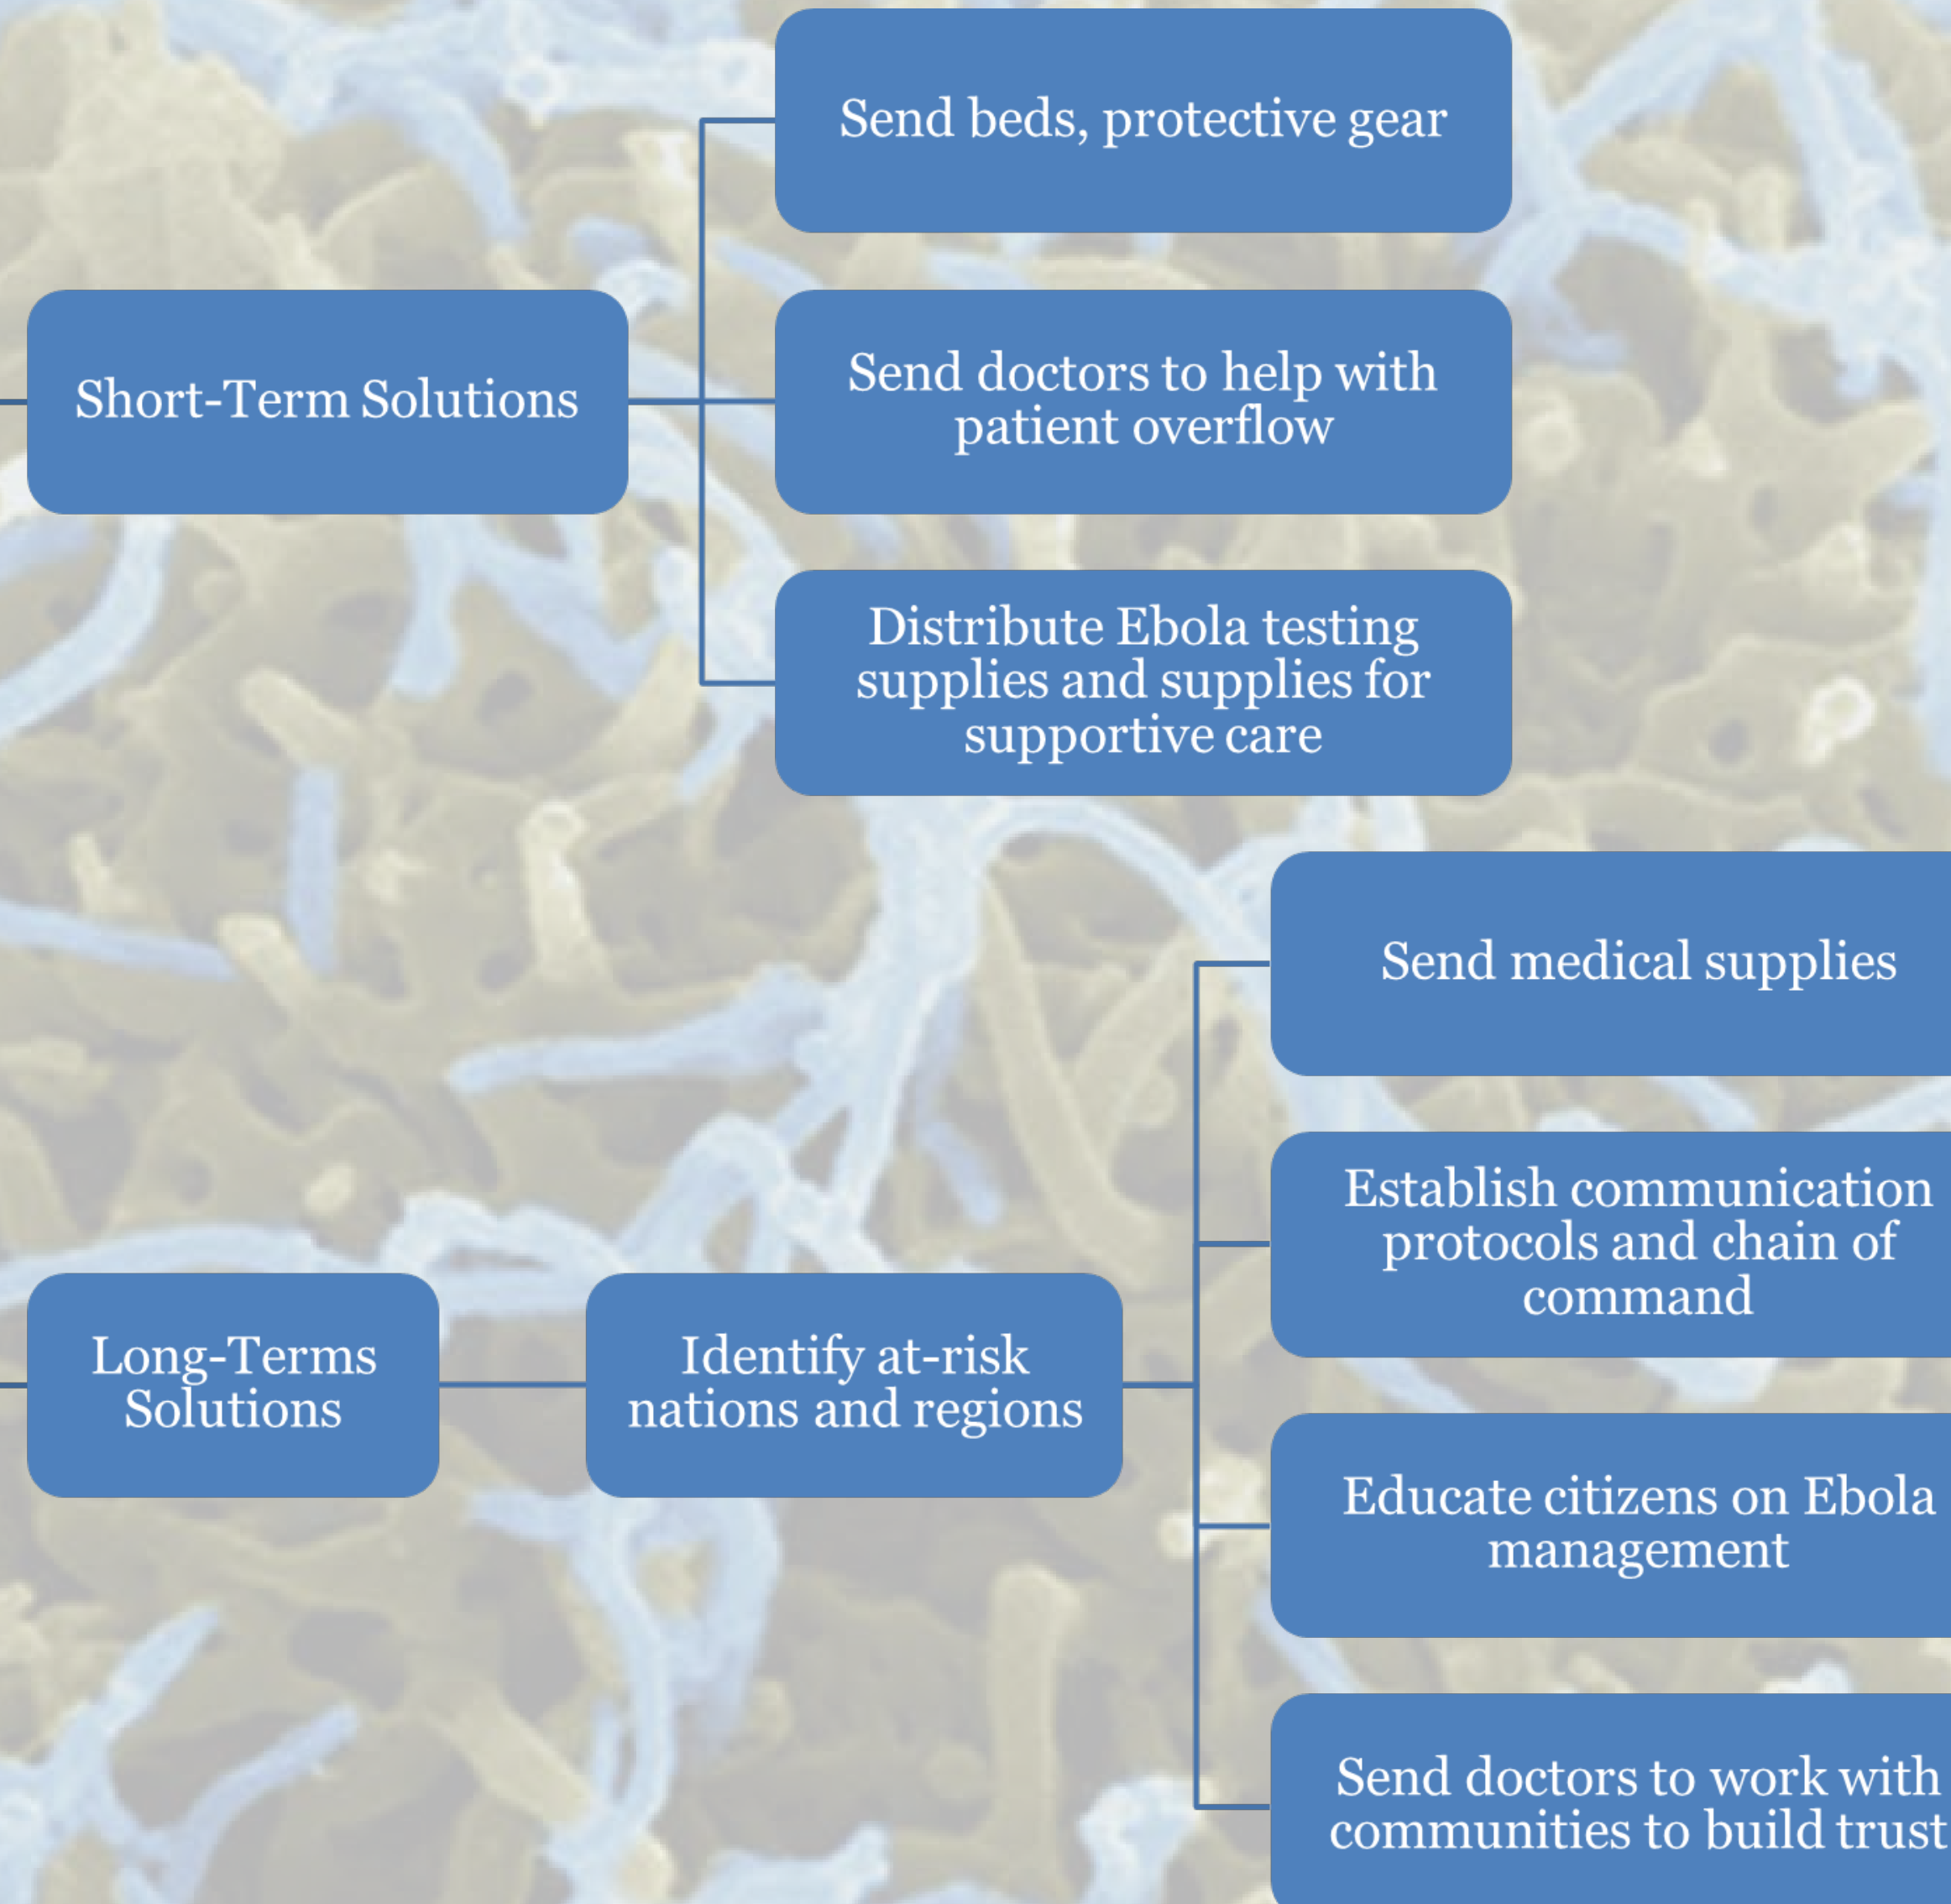 Send beds, protective gear
Short-Term Solutions
Send doctors to help with
patient overflow
Distribute Ebola testing
supplies and supplies for
supportive care
Send medical supplies
Establish communication
protocols and chain of
command
Long-Terms
Solutions
Identify at-risk
nations and regions
Educate citizens on Ebola
management
Send doctors to work with
communities to build trust